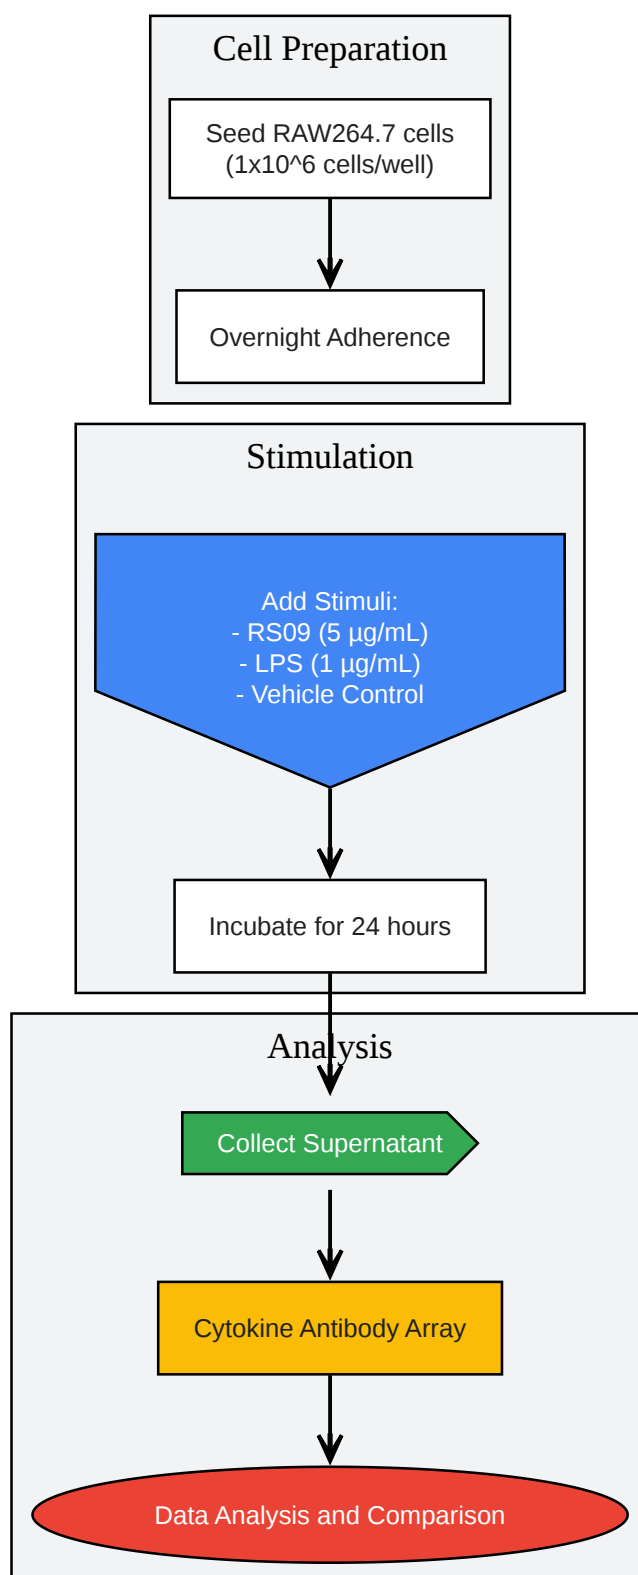 Cell Preparation
Seed RAW264.7 cells
(1x10^6 cells/well)
Overnight Adherence
Stimulation
Add Stimuli:
- RS09 (5 µg/mL)
- LPS (1 µg/mL)
- Vehicle Control
Incubate for 24 hours
Analysis
Collect Supernatant
Cytokine Antibody Array
Data Analysis and Comparison